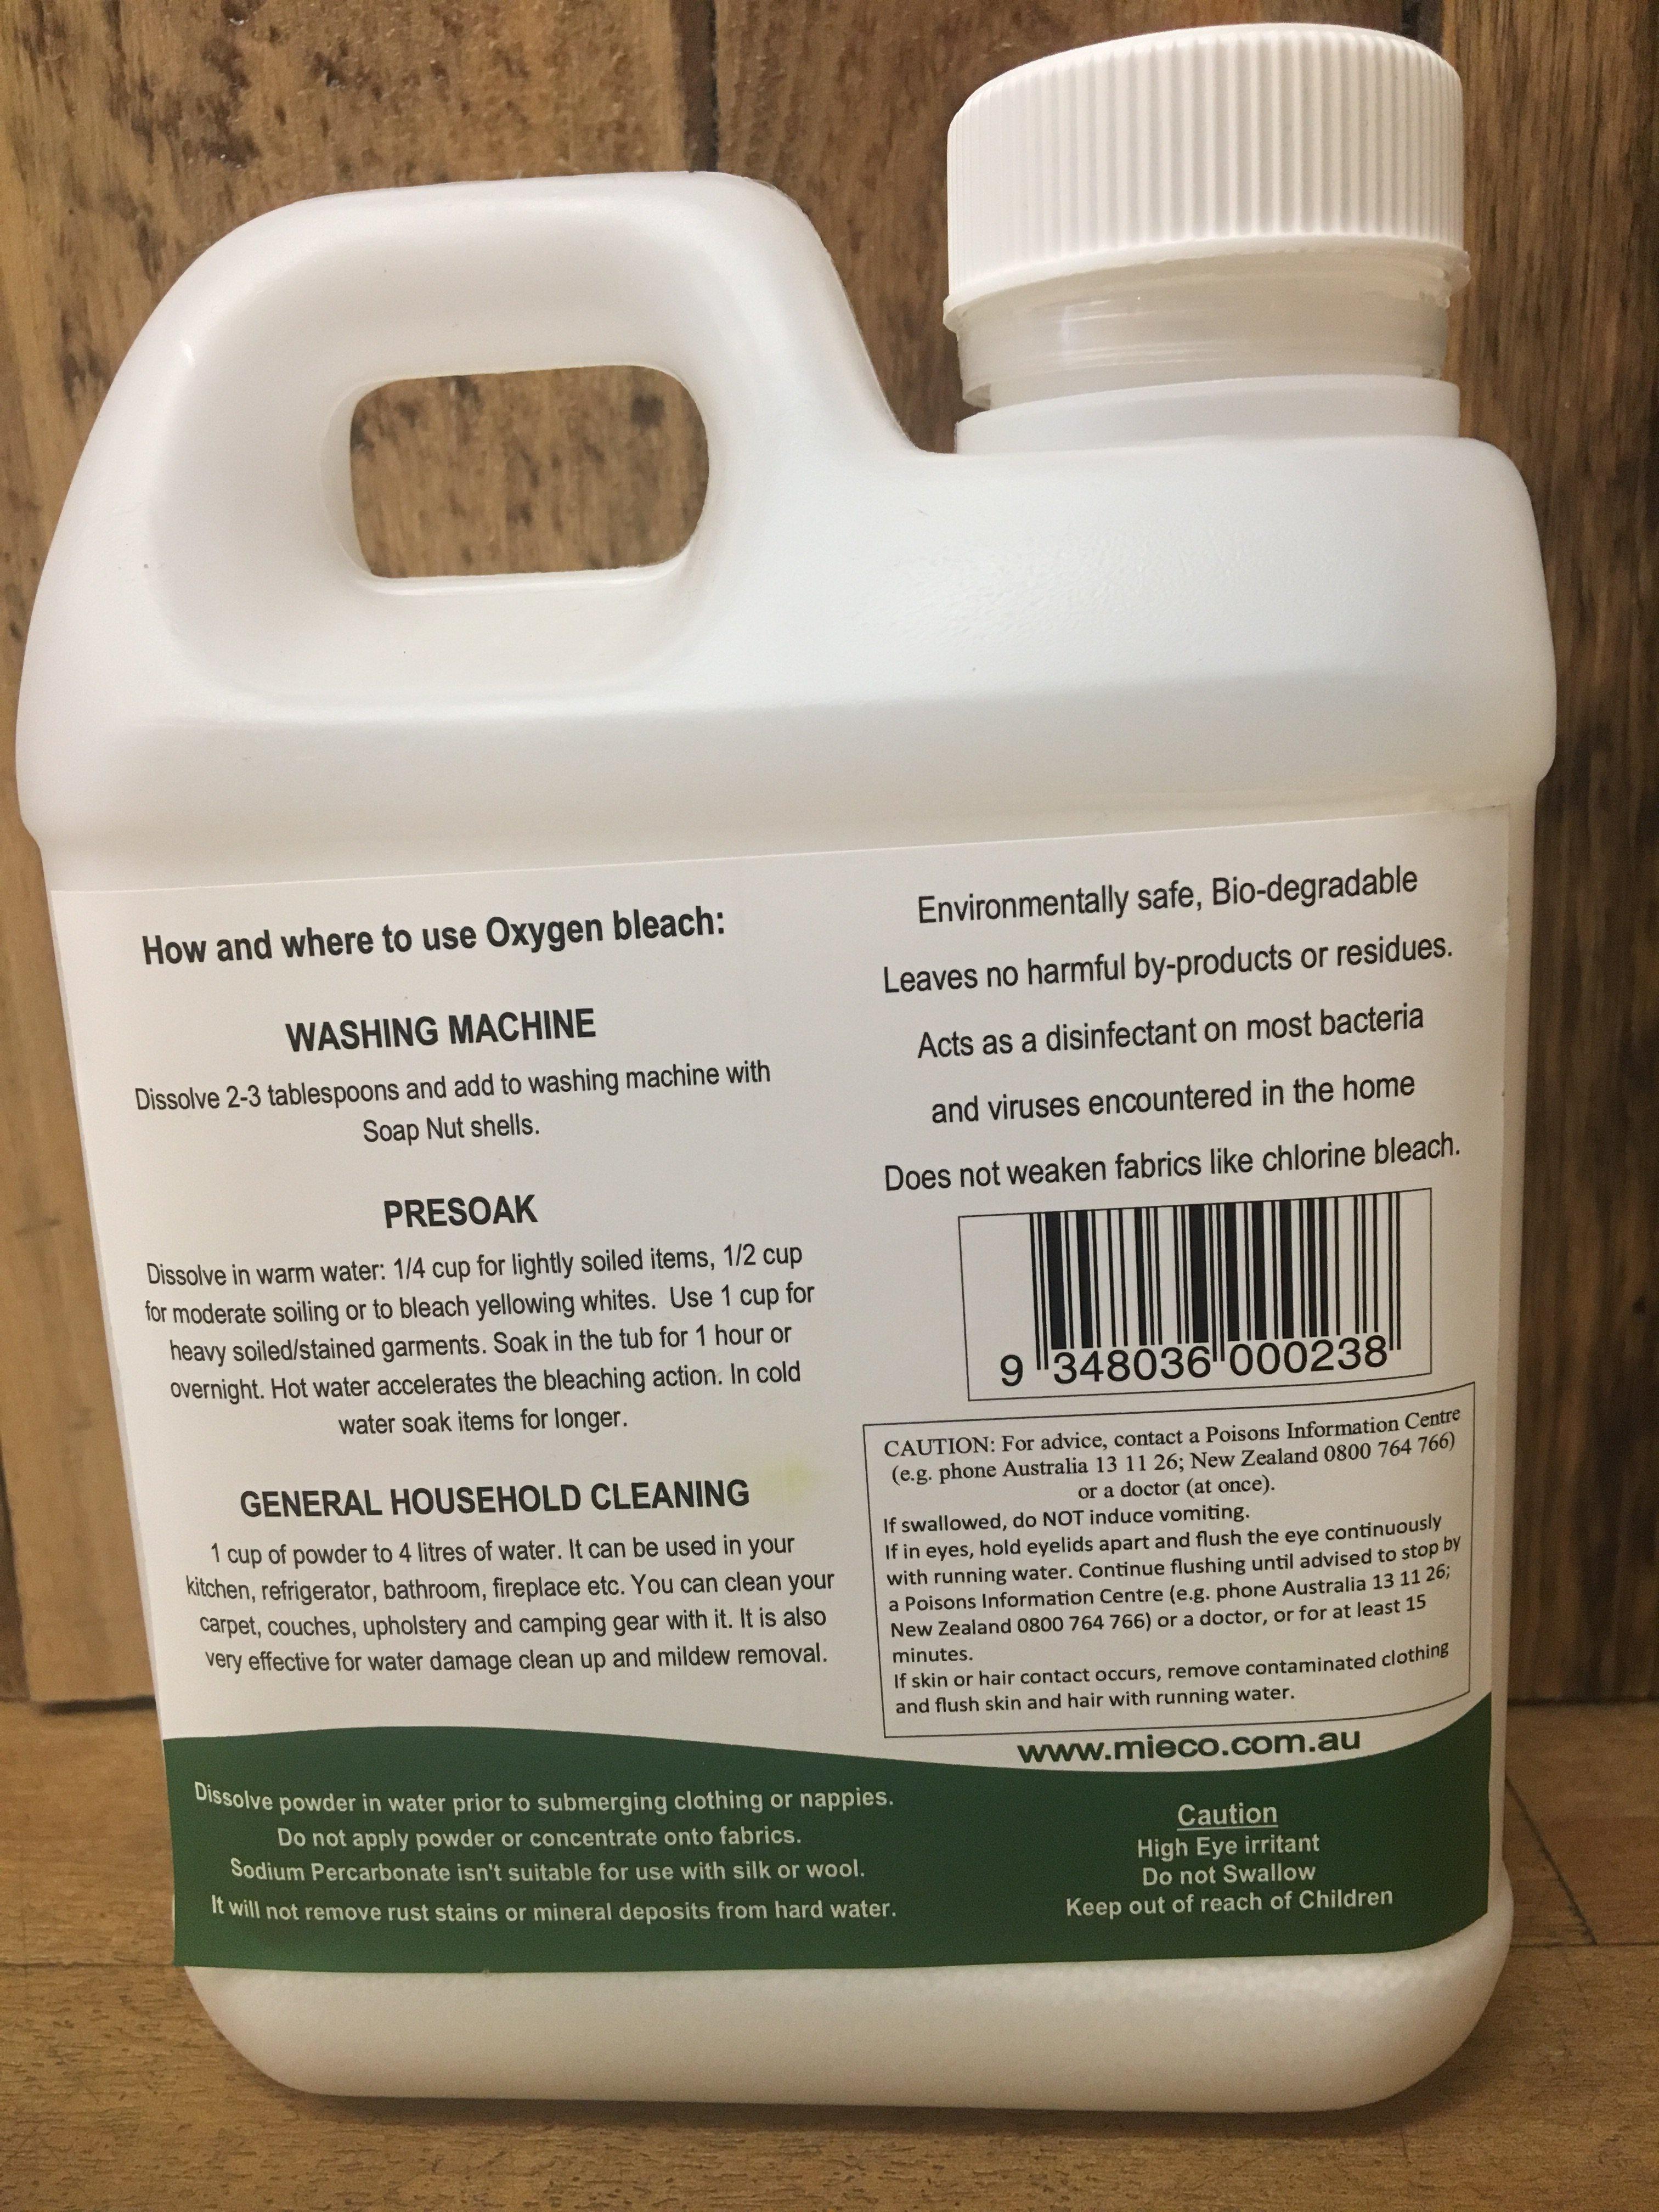 How and where to use Oxygen bleach:
WASHING MACHINE
Dissolve 2-3 tablespoons and add to washing machine with
Soap Nut shells.
PRESOAK
Dissolve in warm water: 1/4 cup for lightly soiled items, 1/2 cup
for moderate soiling or to bleach yellowing whites. Use 1 cup for
heavy soiled/stained garments. Soak in the tub for 1 hour or
overnight. Hot water accelerates the bleaching action. In cold
water soak items for longer.
GENERAL HOUSEHOLD CLEANING
1 cup of powder to 4 litres of water. It can be used in your
kitchen, refrigerator, bathroom, fireplace etc. You can clean your
carpet, couches, upholstery and camping gear with it. It is also
very effective for water damage clean up and mildew removal.
Environmentally safe, Bio-degradable
Leaves no harmful by-products or residues.
Acts as a disinfectant on most bacteria
and viruses encountered in the home
Does not weaken fabrics like chlorine bleach.
9 348036 000238
CAUTION: For advice, contact a Poisons Information Centre
(e.g. phone Australia 13 11 26; New Zealand 0800 764 766)
or a doctor (at once).
If swallowed, do NOT induce vomiting.
If in eyes, hold eyelids apart and flush the eye continuously
with running water. Continue flushing until advised to stop by
a Poisons Information Centre (e.g. phone Australia 13 11 26;
New Zealand 0800 764 766) or a doctor, or for at least 15
minutes.
If skin or hair contact occurs, remove contaminated clothing
and flush skin and hair with running water.
www.mieco.com.au
Dissolve powder in water prior to submerging clothing or nappies.
Do not apply powder or concentrate onto fabrics.
Sodium Percarbonate isn't suitable for use with silk or wool.
It will not remove rust stains or mineral deposits from hard water.
Caution
High Eye irritant
Do not Swallow
Keep out of reach of Children